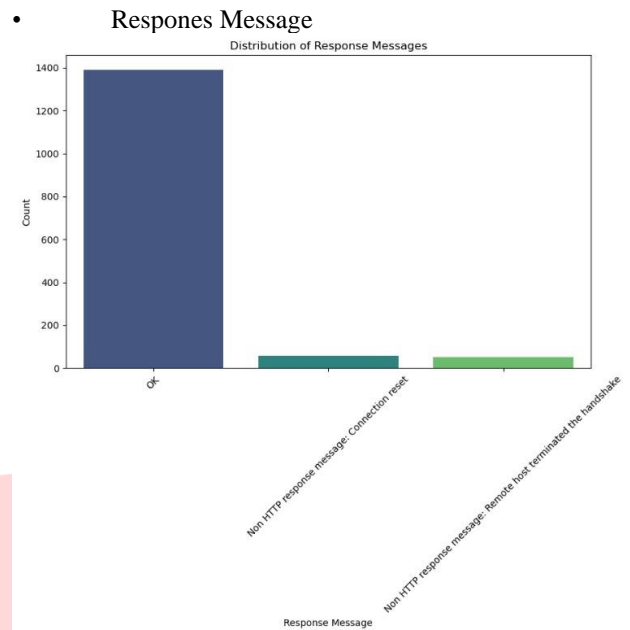 • Respones Message
Distribution of Response Messages
1400
1200
1000
800
600
400
200
0
Count
OK
Non HTTP response message: Connection reset
Non HTTP response message: Remote host terminated the handshake
Response Message